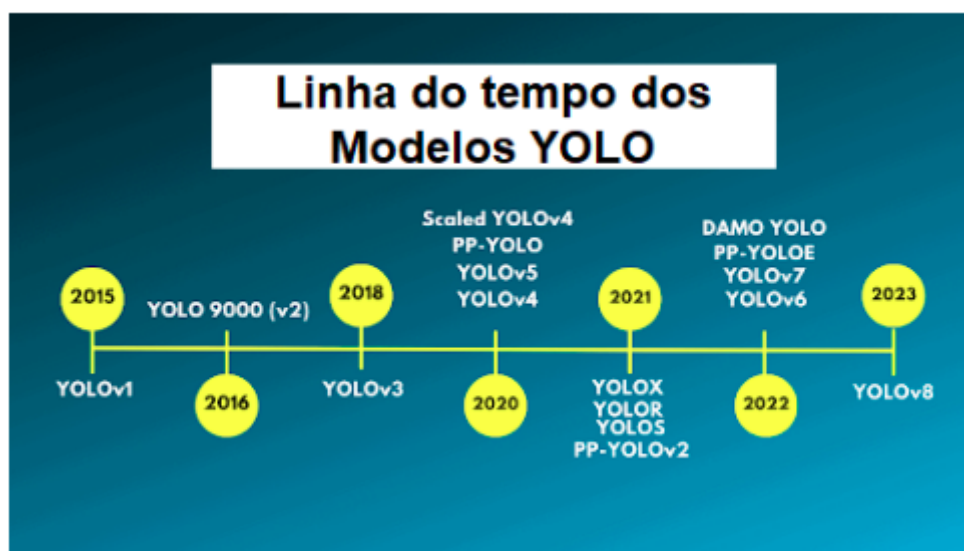 Linha do tempo dos
Modelos YOLO
2015
YOLOv1
YOLO 9000 (v2)
2016
2018
YOLOv3
Scaled YOLOv4
PP-YOLO
YOLOv5
YOLOv4
2020
2021
YOLOX
YOLOR
YOLOS
PP-YOLOv2
DAMO YOLO
PP-YOLOE
YOLOv7
YOLOv6
2022
2023
YOLOv8